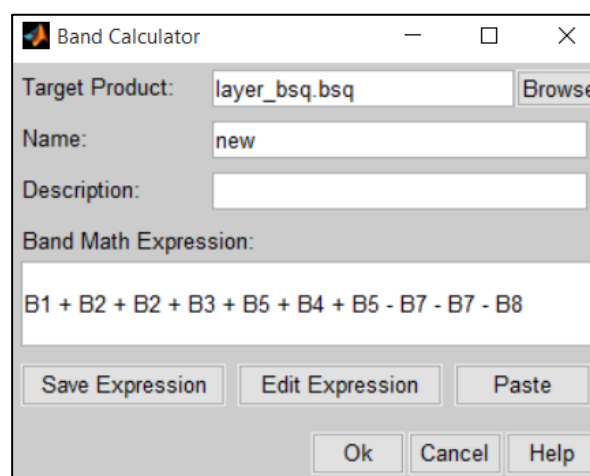 Band Calculator
Target Product: layer_bsq.bsq Browse
Name: new
Description:
Band Math Expression:
B1 + B2 + B2 + B3 + B5 + B4 + B5 - B7 - B7 - B8
Save Expression Edit Expression Paste
Ok Cancel Help